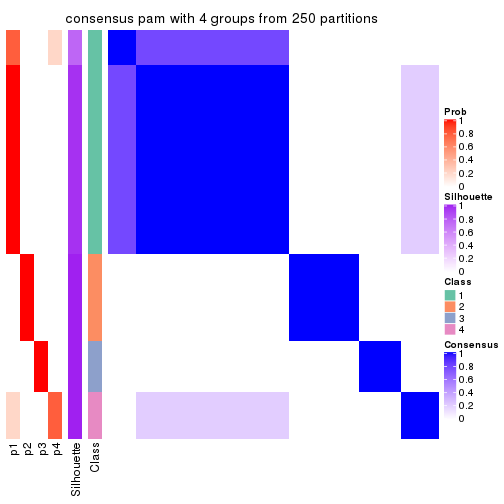 consensus pam with 4 groups from 250 partitions
Prob
1
0.8
0.6
0.4
0.2
0
Silhouette
1
0.8
0.6
0.4
0.2
0
Class
1
2
3
4
Consensus
1
0.8
0.6
0.4
0.2
0
p1
p2
p3
p4
Silhouette
Class